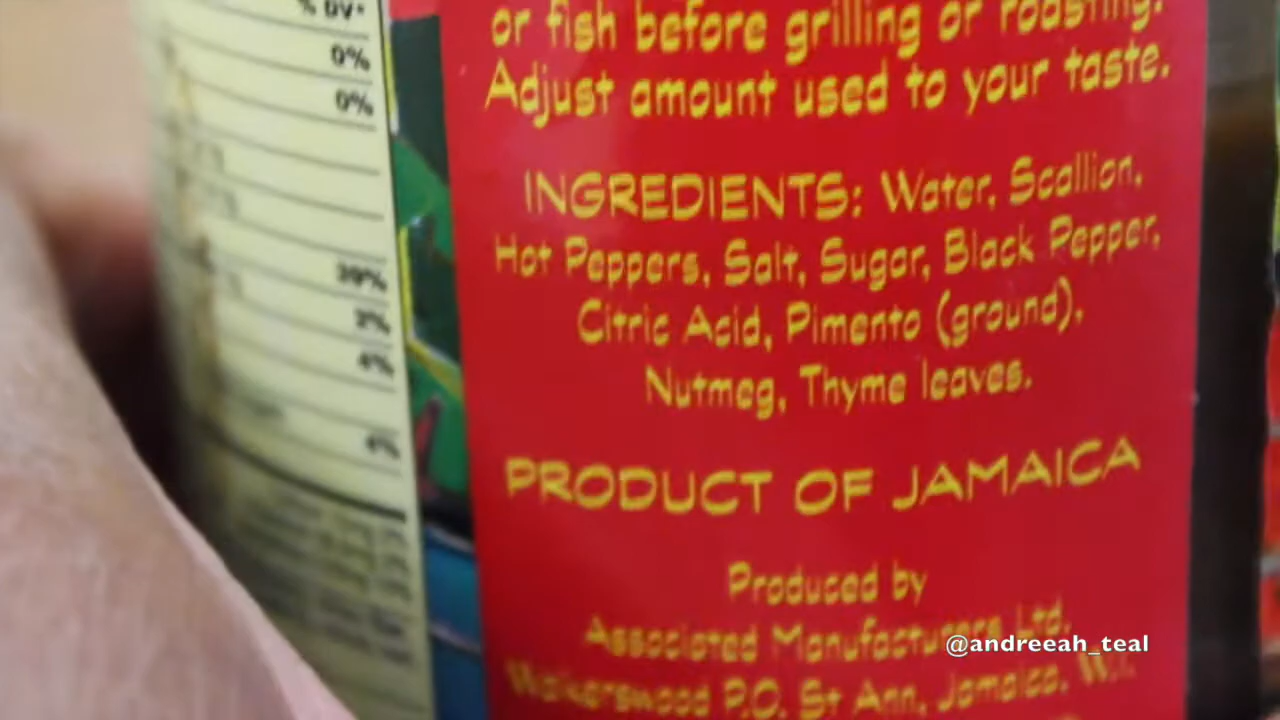 % DV*
0%
0%
39%
2%
4%
4%
or fish before grilling or roasting.
Adjust amount used to your taste.
INGREDIENTS: Water, Scallion,
Hot Peppers, Salt, Sugar, Black Pepper,
Citric Acid, Pimento (ground),
Nutmeg, Thyme leaves.
PRODUCT OF JAMAICA
Produced by
Associated Manufacturers Ltd.
Walkerswood P.O. St Ann, Jamaica, W.I.
@andreeah_teal